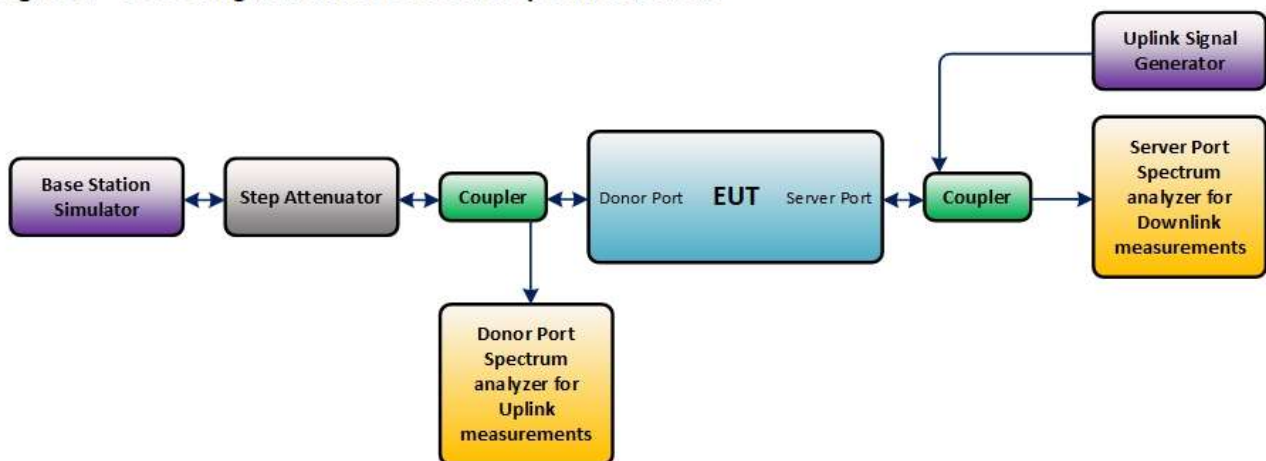 Uplink Signal
Generator
Base Station
Simulator
Step Attenuator
Coupler
Donor Port
EUT
Server Port
Coupler
Server Port
Spectrum
analyzer for
Downlink
measurements
Donor Port
Spectrum
analyzer for
Uplink
measurements